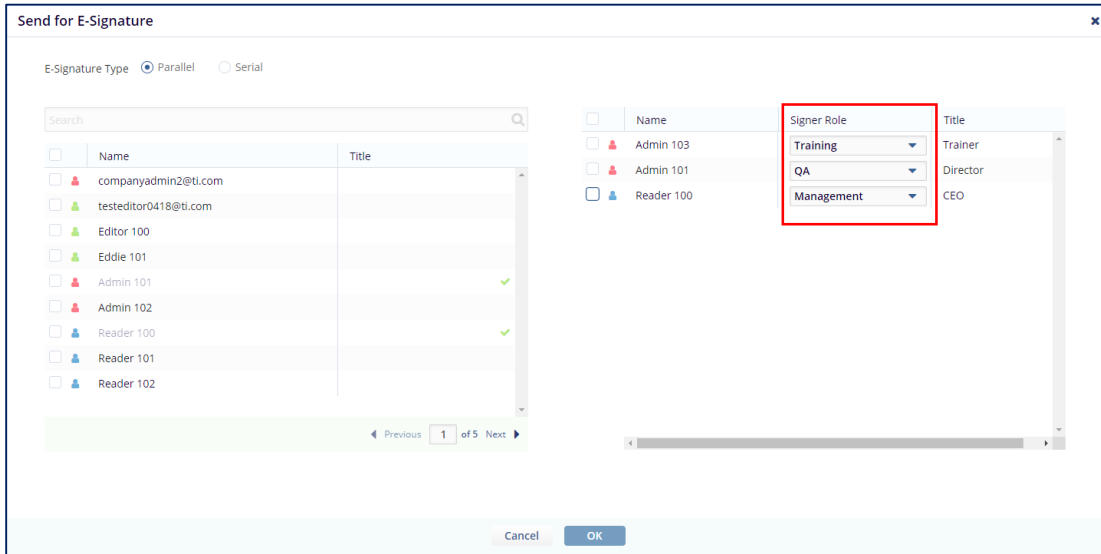 Send for E-Signature
E-Signature Type Parallel Serial
Search
Name Title
companyadmin2@ti.com
testeditor0418@ti.com
Editor 100
Eddie 101
Admin 101
Admin 102
Reader 100
Reader 101
Reader 102
Previous 1 of 5 Next
Name Signer Role Title
Admin 103 Training Trainer
Admin 101 QA Director
Reader 100 Management CEO
Cancel OK